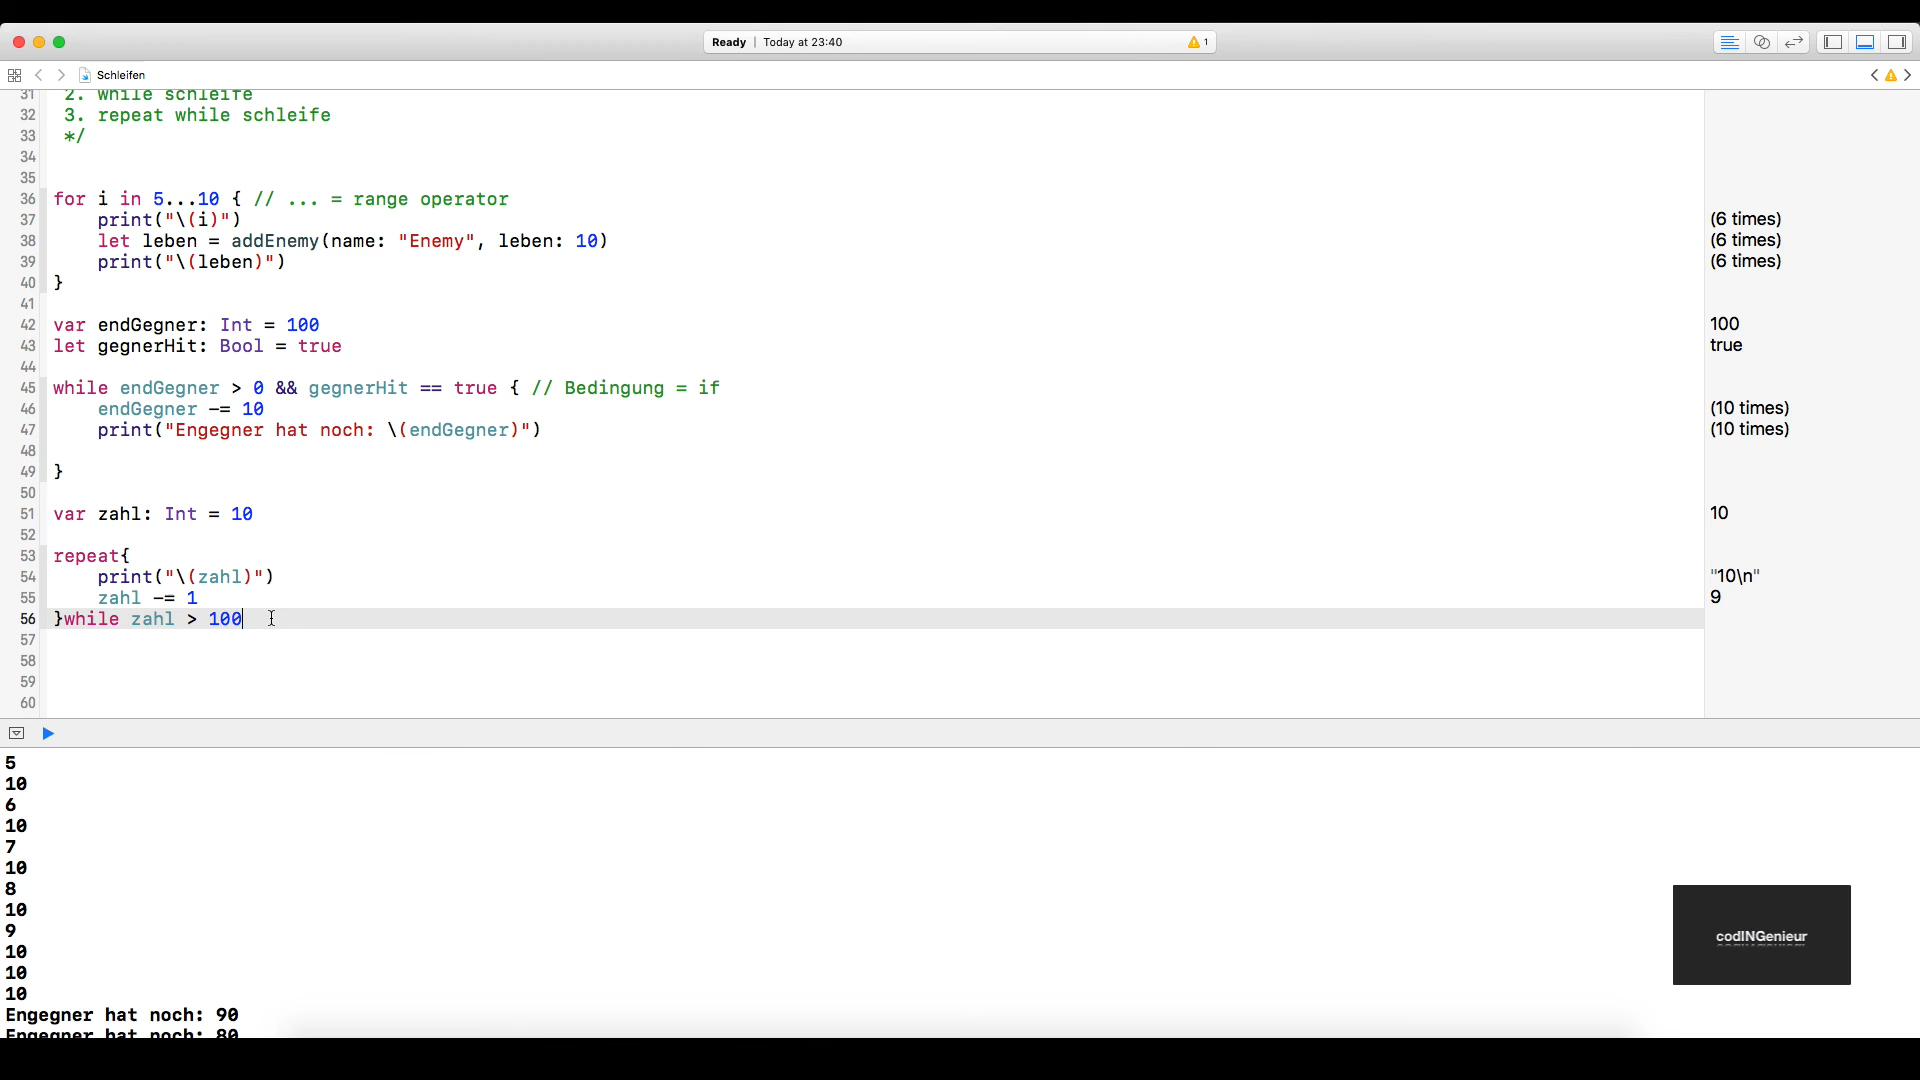 Ready | Today at 23:40 1
Schleifen
31 2. while schleife
32 3. repeat while schleife
33 */
34
35
36 for i in 5...10 { // ... = range operator
37 print("\(i)") (6 times)
38 let leben = addEnemy(name: "Enemy", leben: 10) (6 times)
39 print("\(leben)") (6 times)
40 }
41
42 var endGegner: Int = 100 100
43 let gegnerHit: Bool = true true
44
45 while endGegner > 0 && gegnerHit == true { // Bedingung = if
46 endGegner -= 10 (10 times)
47 print("Engegner hat noch: \(endGegner)") (10 times)
48
49 }
50
51 var zahl: Int = 10 10
52
53 repeat{
54 print("\(zahl)") "10\n"
55 zahl -= 1 9
56 }while zahl > 100
57
58
59
60
5
10
6
10
7
10
8
10
9
10
10
10
Engegner hat noch: 90
Engegner hat noch: 80
codINGenieur